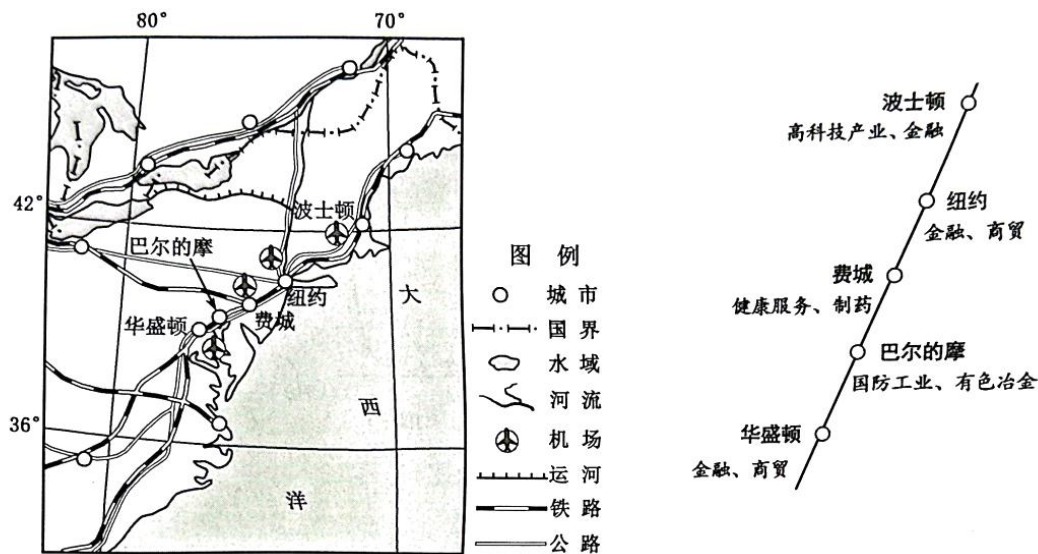 80°
70°
42°
36°
波士顿
巴尔的摩
纽约
费城
华盛顿
大
西
洋
图例
城市
国界
水域
河流
机场
运河
铁路
公路
波士顿
高科技产业、金融
纽约
金融、商贸
费城
健康服务、制药
巴尔的摩
国防工业、有色冶金
华盛顿
金融、商贸